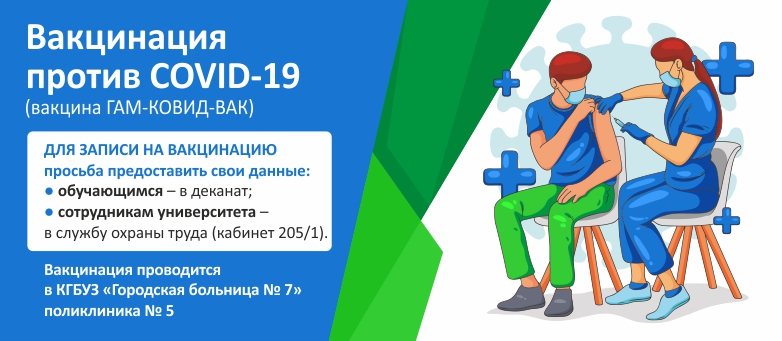 Вакцинация
против COVID-19
(вакцина ГАМ-КОВИД-ВАК)
ДЛЯ ЗАПИСИ НА ВАКЦИНАЦИЮ
просьба предоставить свои данные:
● обучающимся – в деканат;
● сотрудникам университета –
в службу охраны труда (кабинет 205/1).
Вакцинация проводится
в КГБУЗ «Городская больница № 7»
поликлиника № 5